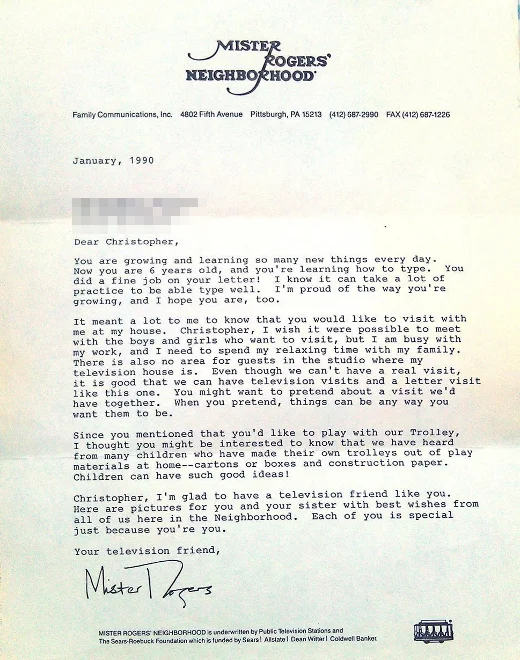 MISTER
ROGERS'
NEIGHBORHOOD®
Family Communications, Inc. 4802 Fifth Avenue Pittsburgh, PA 15213 (412) 687-2990 FAX (412) 687-1226
January, 1990
Dear Christopher,
You are growing and learning so many new things every day.
Now you are 6 years old, and you're learning how to type. You
did a fine job on your letter! I know it can take a lot of
practice to be able type well. I'm proud of the way you're
growing, and I hope you are, too.
It meant a lot to me to know that you would like to visit with
me at my house. Christopher, I wish it were possible to meet
with the boys and girls who want to visit, but I am busy with
my work, and I need to spend my relaxing time with my family.
There is also no area for guests in the studio where my
television house is. Even though we can't have a real visit,
it is good that we can have television visits and a letter visit
like this one. You might want to pretend about a visit we'd
have together. When you pretend, things can be any way you
want them to be.
Since you mentioned that you'd like to play with our Trolley,
I thought you might be interested to know that we have heard
from many children who have made their own trolleys out of play
materials at home--cartons or boxes and construction paper.
Children can have such good ideas!
Christopher, I'm glad to have a television friend like you.
Here are pictures for you and your sister with best wishes from
all of us here in the Neighborhood. Each of you is special
just because you're you.
Your television friend,
Mister Rogers
MISTER ROGERS' NEIGHBORHOOD is underwritten by Public Television Stations and
The Sears-Roebuck Foundation which is funded by Sears | Allstate | Dean Witter | Coldwell Banker.